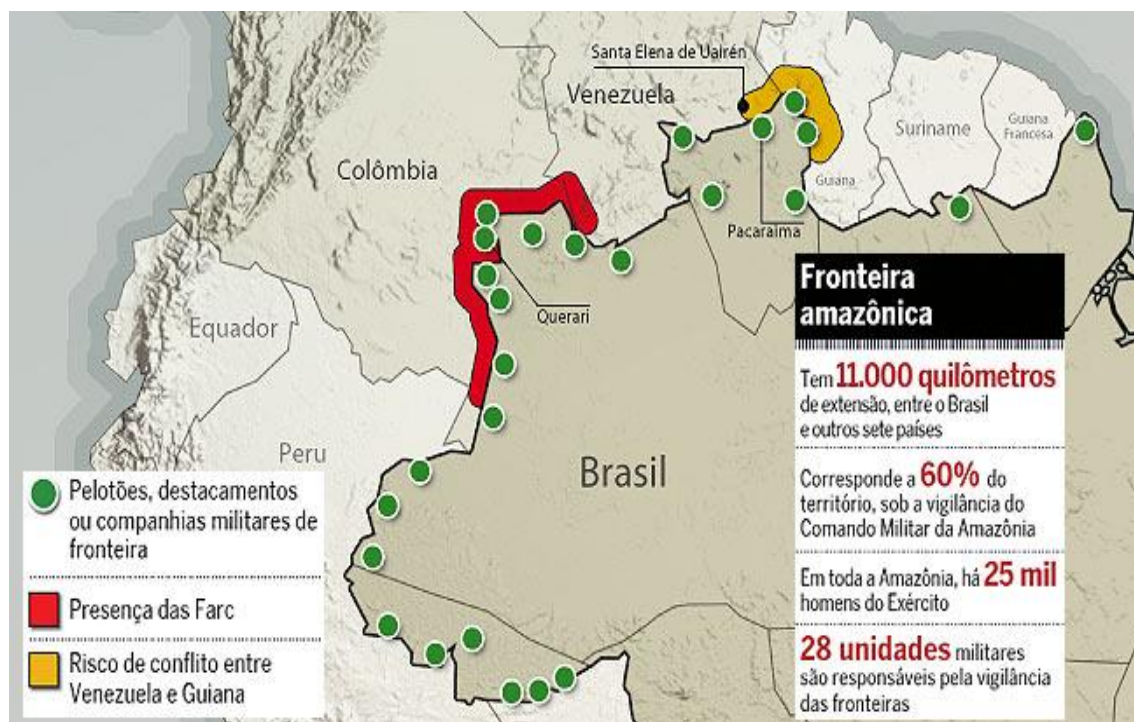 Santa Elena de Uairén
Venezuela
Suriname
Guiana
Francesa
Colômbia
Guiana
Pacaraima
Querari
Equador
Peru
Brasil
Pelotões, destacamentos
ou companhias militares de
fronteira
Presença das Farc
Risco de conflito entre
Venezuela e Guiana
Fronteira
amazônica
Tem 11.000 quilômetros
de extensão, entre o Brasil
e outros sete países
Corresponde a 60% do
território, sob a vigilância do
Comando Militar da Amazônia
Em toda a Amazônia, há 25 mil
homens do Exército
28 unidades militares
são responsáveis pela vigilância
das fronteiras